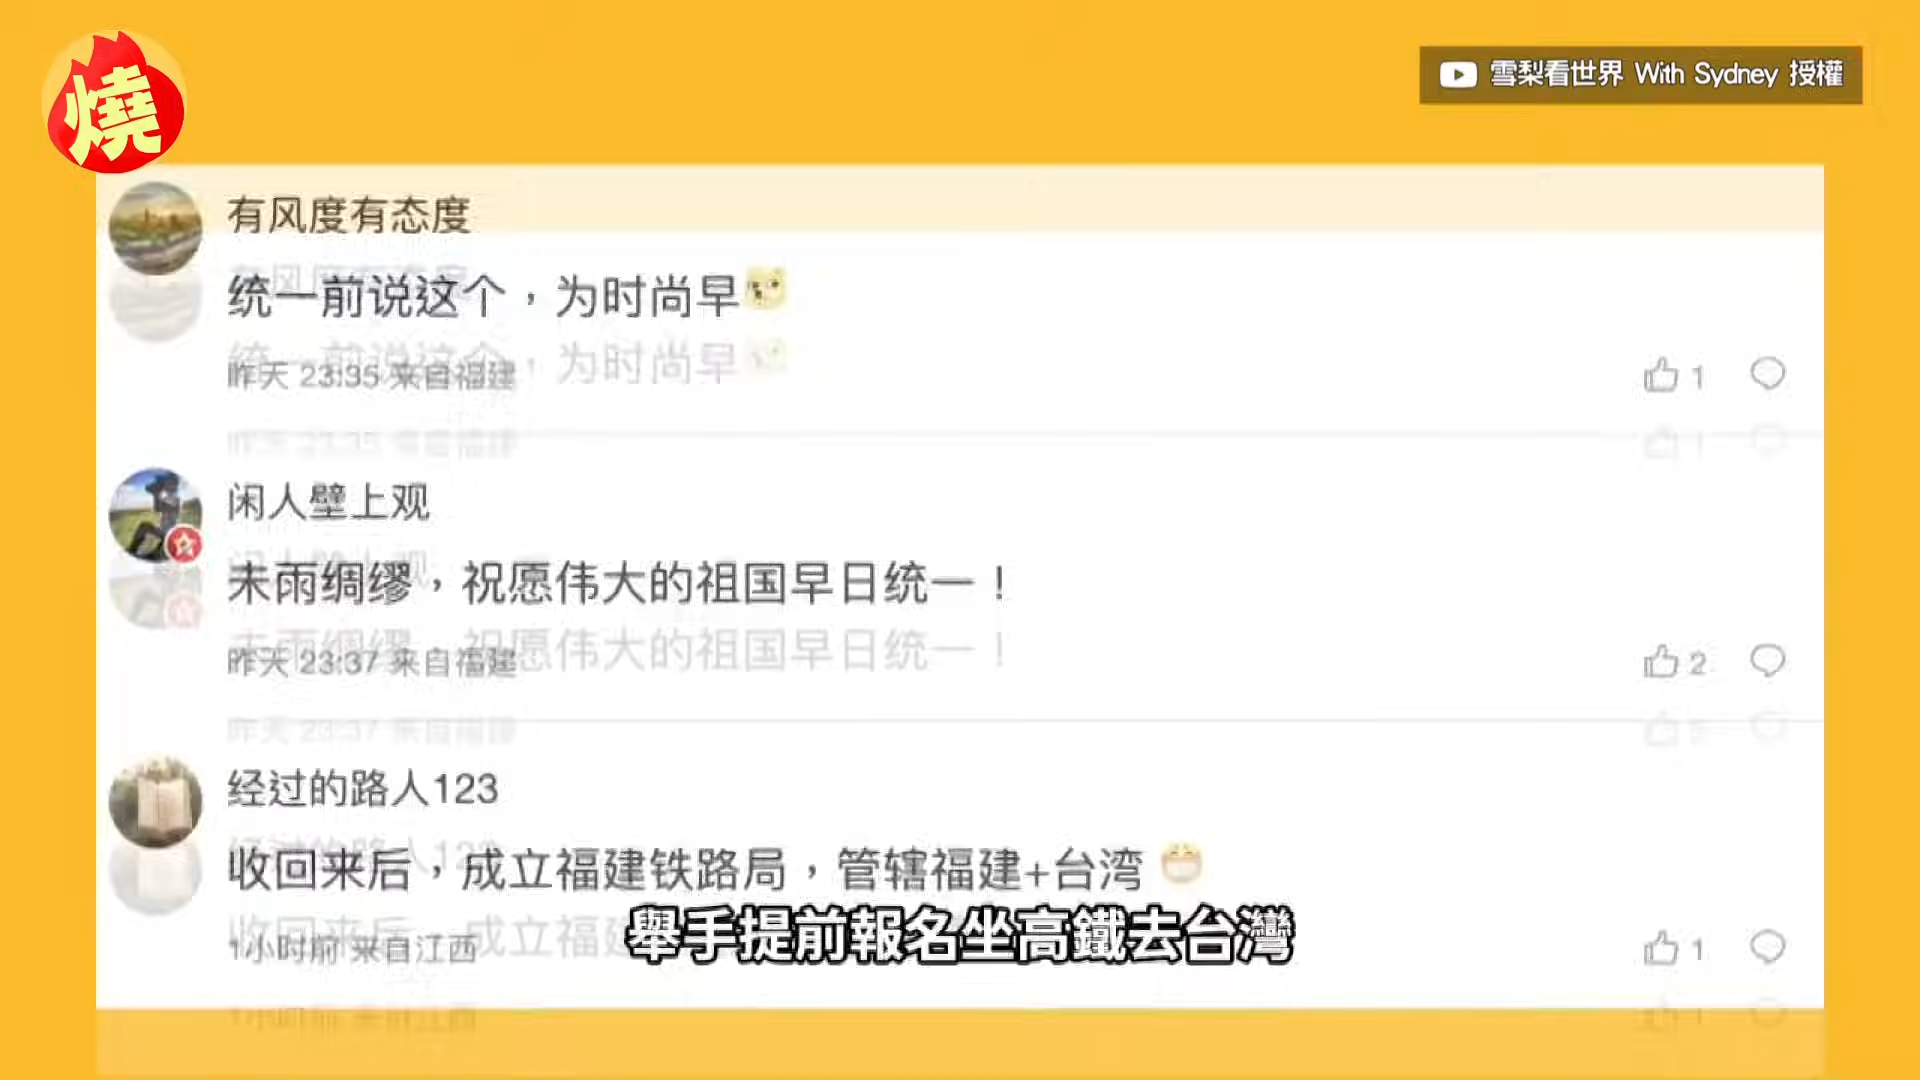 燒
雪梨看世界 With Sydney 授權
有风度有态度
统一前说这个，为时尚早
昨天 23:35 来自福建
1
闲人壁上观
未雨绸缪，祝愿伟大的祖国早日统一！
昨天 23:37 来自福建
2
经过的路人123
收回来后，成立福建铁路局，管辖福建+台湾
1小时前 来自江西
1
舉手提前報名坐高鐵去台灣